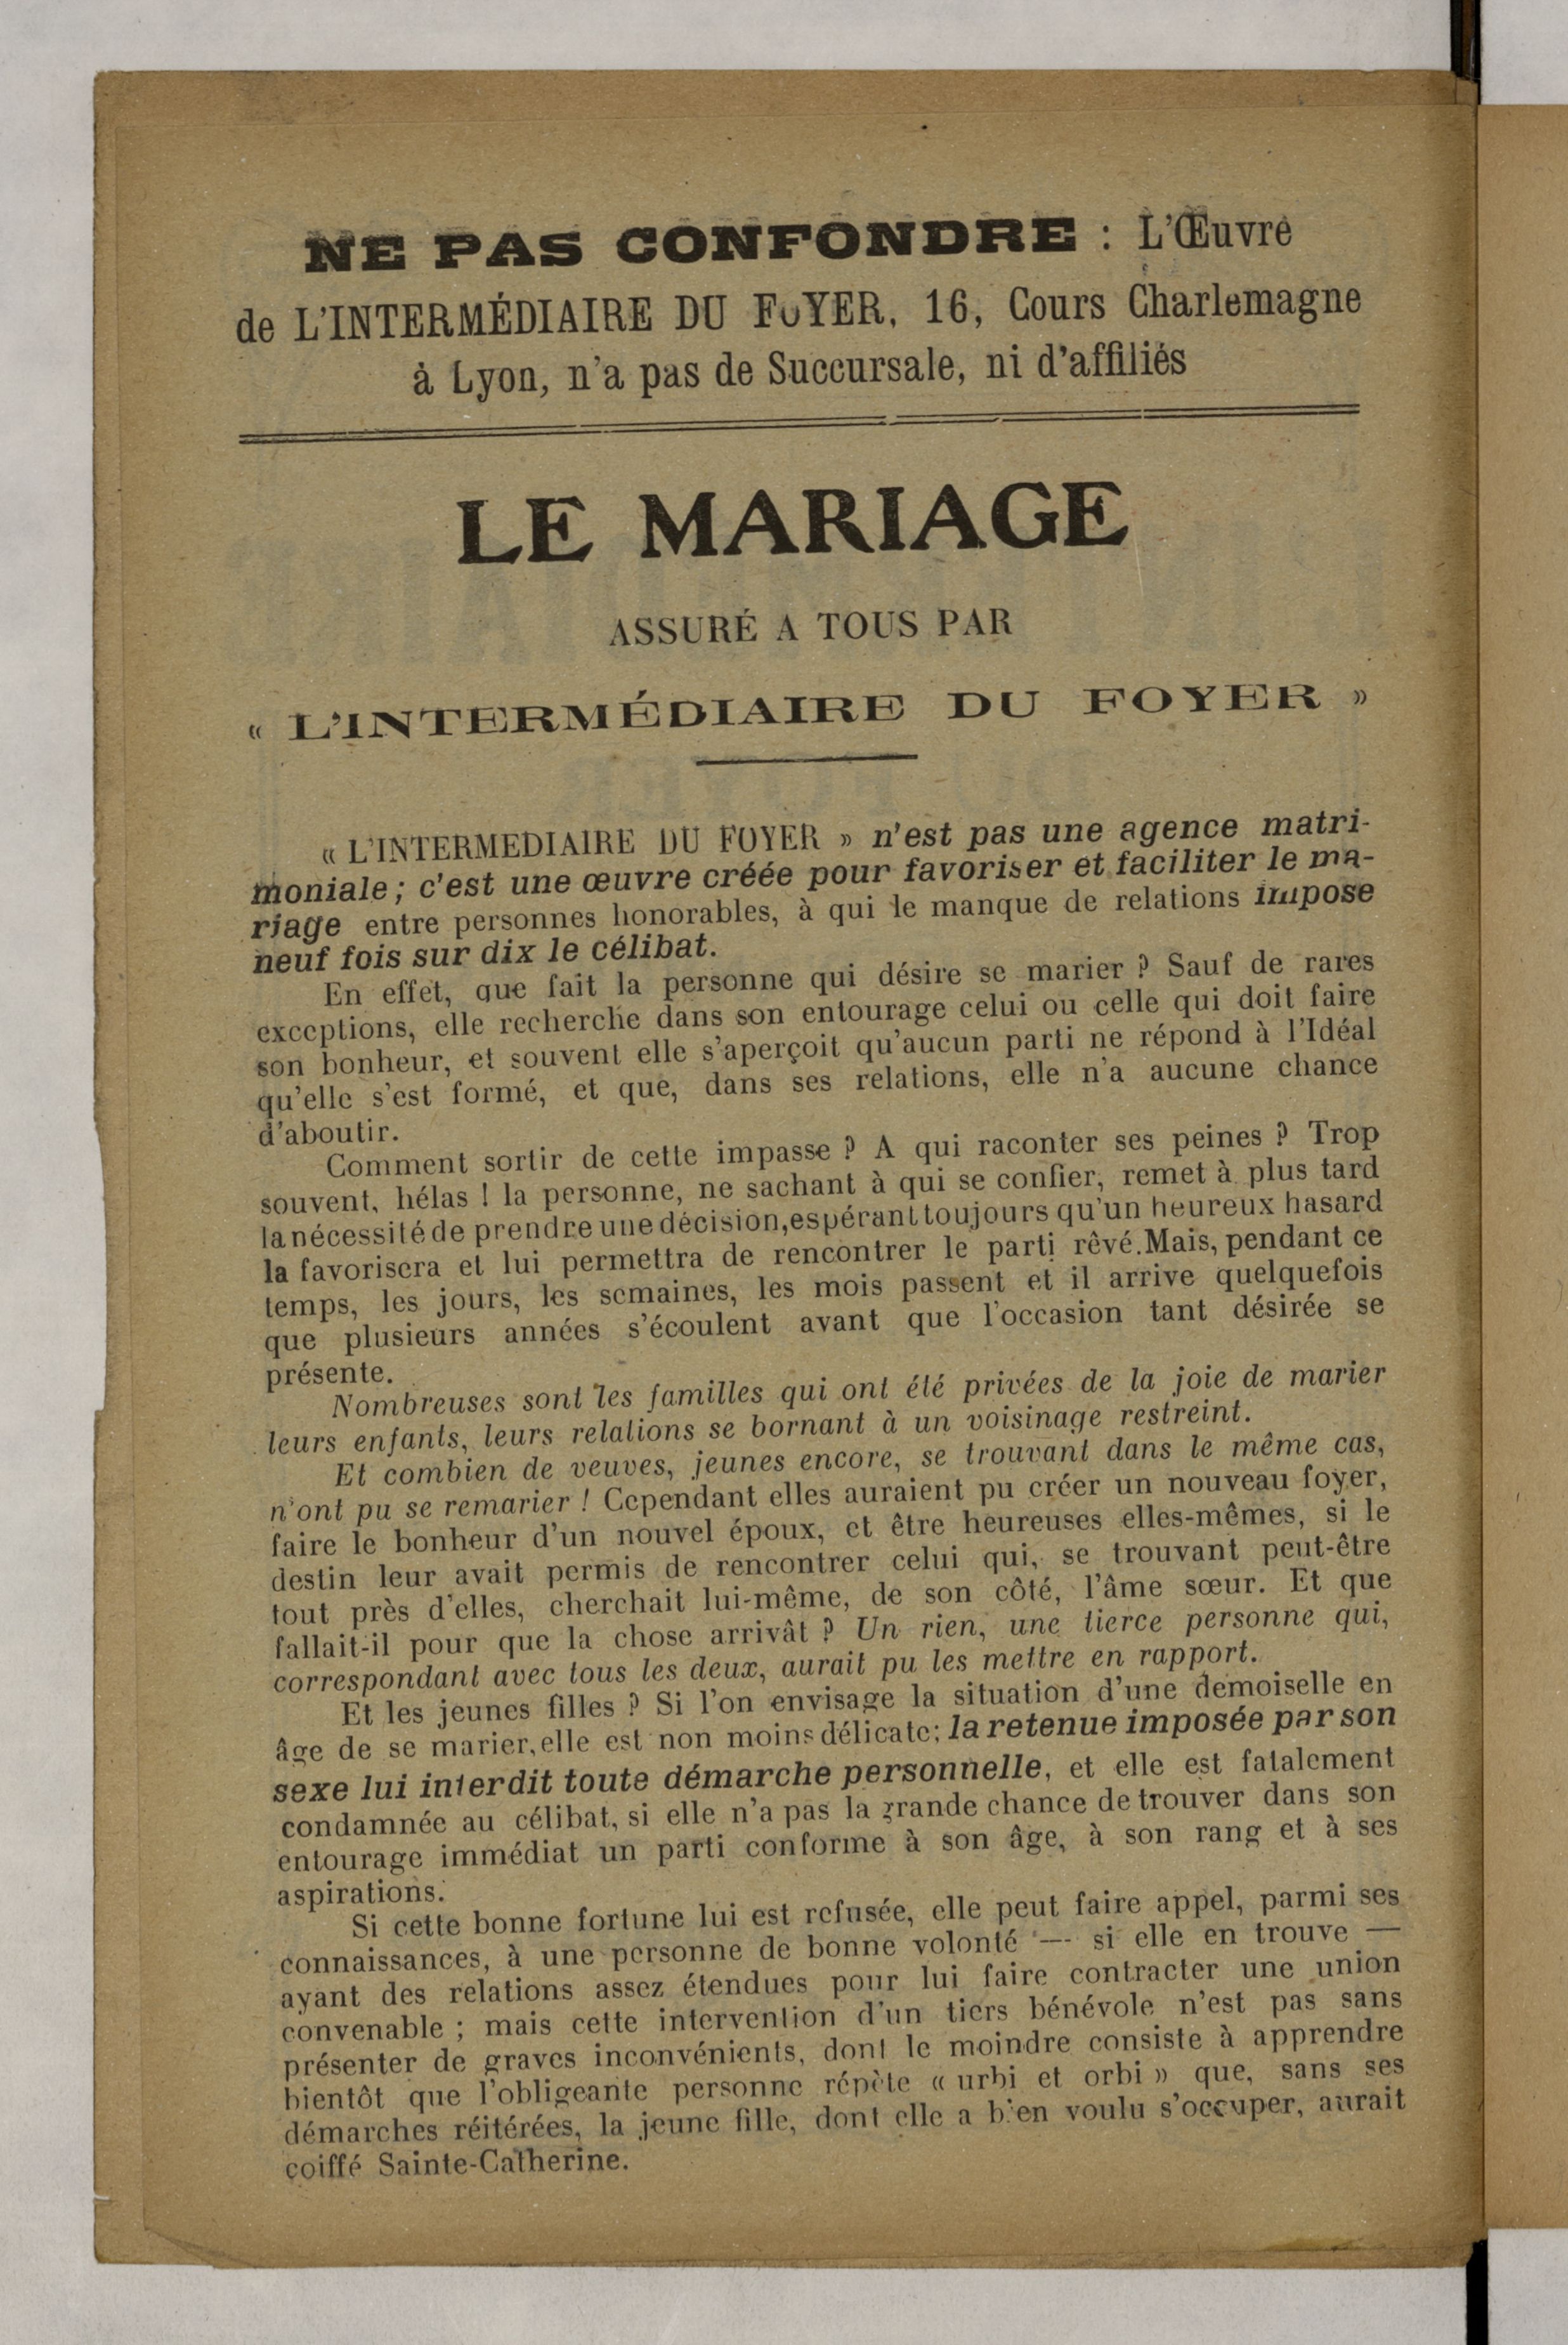 NE PAS CONFONDRE : L'Œuvre
de L'INTERMÉDIAIRE DU FOYER, 16, Cours Charlemagne
à Lyon, n'a pas de Succursale, ni d'affiliés
LE MARIAGE
ASSURÉ A TOUS PAR
« L'INTERMÉDIAIRE DU FOYER »
« L'INTERMEDIAIRE DU FOYER » n'est pas une agence matri-
moniale ; c'est une œuvre créée pour favoriser et faciliter le ma-
riage entre personnes honorables, à qui le manque de relations impose
neuf fois sur dix le célibat.
En effet, que fait la personne qui désire se marier ? Sauf de rares
exceptions, elle recherche dans son entourage celui ou celle qui doit faire
son bonheur, et souvent elle s'aperçoit qu'aucun parti ne répond à l'Idéal
qu'elle s'est formé, et que, dans ses relations, elle n'a aucune chance
d'aboutir.
Comment sortir de cette impasse ? A qui raconter ses peines ? Trop
souvent, hélas ! la personne, ne sachant à qui se confier, remet à plus tard
la nécessité de prendre une décision, espérant toujours qu'un heureux hasard
la favorisera et lui permettra de rencontrer le parti rêvé. Mais, pendant ce
temps, les jours, les semaines, les mois passent et il arrive quelquefois
que plusieurs années s'écoulent avant que l'occasion tant désirée se
présente.
Nombreuses sont les familles qui ont été privées de la joie de marier
leurs enfants, leurs relations se bornant à un voisinage restreint.
Et combien de veuves, jeunes encore, se trouvant dans le même cas,
n'ont pu se remarier ! Cependant elles auraient pu créer un nouveau foyer,
faire le bonheur d'un nouvel époux, et être heureuses elles-mêmes, si le
destin leur avait permis de rencontrer celui qui, se trouvant peut-être
tout près d'elles, cherchait lui-même, de son côté, l'âme sœur. Et que
fallait-il pour que la chose arrivât ? Un rien, une tierce personne qui,
correspondant avec tous les deux, aurait pu les mettre en rapport.
Et les jeunes filles ? Si l'on envisage la situation d'une demoiselle en
âge de se marier, elle est non moins délicate; la retenue imposée par son
sexe lui interdit toute démarche personnelle, et elle est fatalement
condamnée au célibat, si elle n'a pas la grande chance de trouver dans son
entourage immédiat un parti conforme à son âge, à son rang et à ses
aspirations.
Si cette bonne fortune lui est refusée, elle peut faire appel, parmi ses
connaissances, à une personne de bonne volonté — si elle en trouve —
ayant des relations assez étendues pour lui faire contracter une union
convenable ; mais cette intervention d'un tiers bénévole n'est pas sans
présenter de graves inconvénients, dont le moindre consiste à apprendre
bientôt que l'obligeante personne répète « urbi et orbi » que, sans ses
démarches réitérées, la jeune fille, dont elle a bien voulu s'occuper, aurait
coiffé Sainte-Catherine.